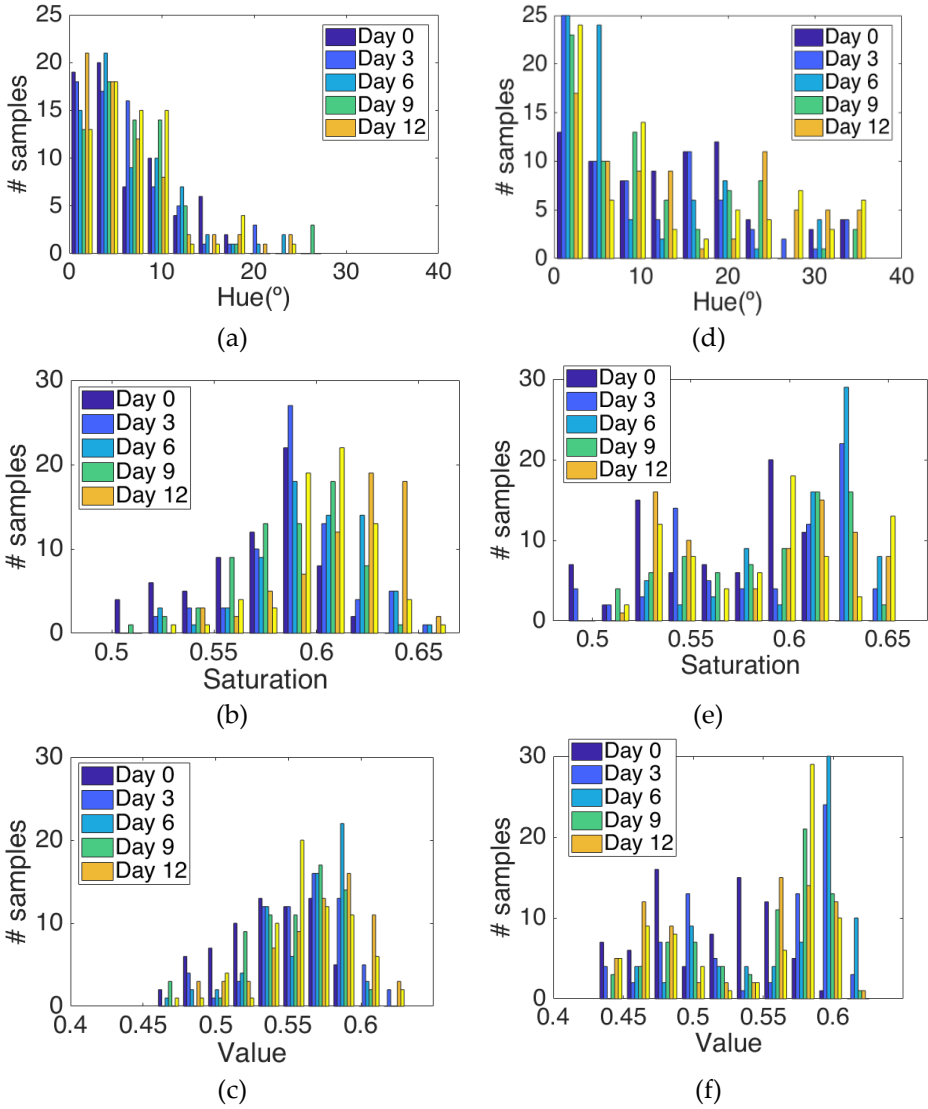 25
20
15
10
5
0
# samples
Day 0
Day 3
Day 6
Day 9
Day 12
0 10 20 30 40
Hue(º)
(a)
25
20
15
10
5
0
# samples
Day 0
Day 3
Day 6
Day 9
Day 12
0 10 20 30 40
Hue(º)
(d)
30
20
10
0
# samples
Day 0
Day 3
Day 6
Day 9
Day 12
0.5 0.55 0.6 0.65
Saturation
(b)
30
20
10
0
# samples
Day 0
Day 3
Day 6
Day 9
Day 12
0.5 0.55 0.6 0.65
Saturation
(e)
30
20
10
0
# samples
Day 0
Day 3
Day 6
Day 9
Day 12
0.4 0.45 0.5 0.55 0.6
Value
(c)
30
20
10
0
# samples
Day 0
Day 3
Day 6
Day 9
Day 12
0.4 0.45 0.5 0.55 0.6
Value
(f)